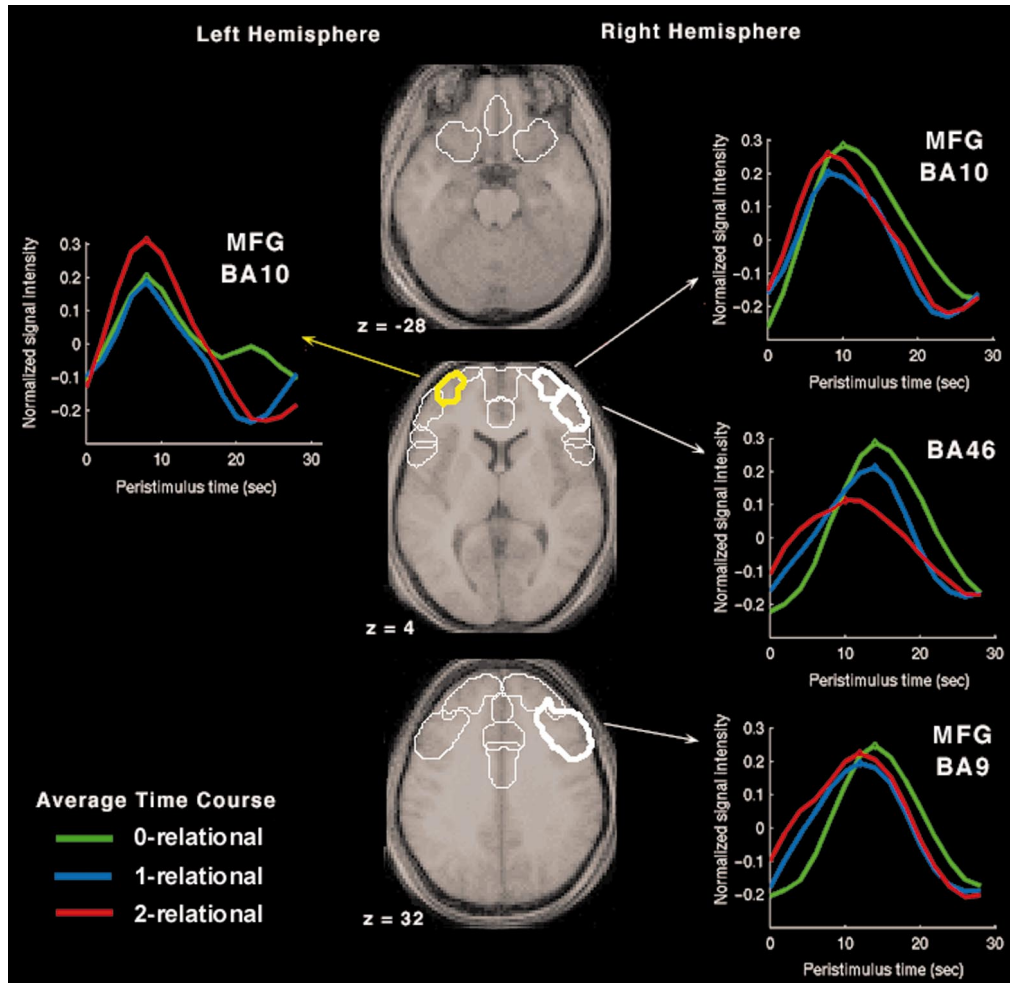 Left Hemisphere
Right Hemisphere
MFG
BA10
Normalized signal intensity
0.3
0.2
0.1
0
−0.1
−0.2
0
10
20
30
Peristimulus time (sec)
z = -28
MFG
BA10
Normalized signal intensity
0.3
0.2
0.1
0
−0.1
−0.2
0
10
20
30
Peristimulus time (sec)
z = 4
BA46
Normalized signal intensity
0.3
0.2
0.1
0
−0.1
−0.2
0
10
20
30
Peristimulus time (sec)
z = 32
MFG
BA9
Normalized signal intensity
0.3
0.2
0.1
0
−0.1
−0.2
0
10
20
30
Peristimulus time (sec)
Average Time Course
0-relational
1-relational
2-relational